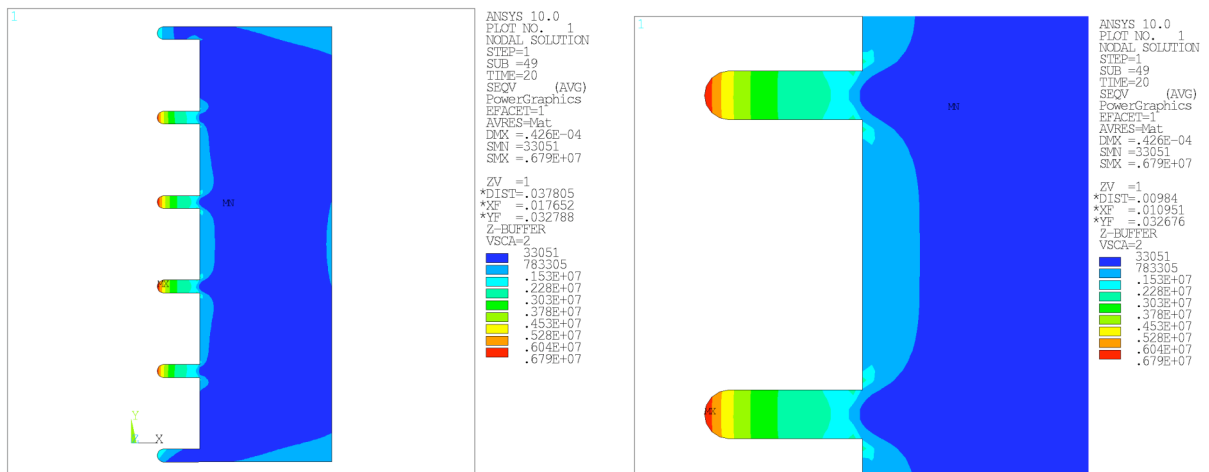 1
ANSYS 10.0
PLOT NO. 1
NODAL SOLUTION
STEP=1
SUB =49
TIME=20
SEQV (AVG)
PowerGraphics
EFACET=1
AVRES=Mat
DMX =.426E-04
SMN =33051
SMX =.679E+07
ZV =1
*DIST=.037805
*XF =.017652
*YF =.032788
Z-BUFFER
VSCA=2
33051
783305
.153E+07
.228E+07
.303E+07
.378E+07
.453E+07
.528E+07
.604E+07
.679E+07
MN
MX
Y
Z X
1
ANSYS 10.0
PLOT NO. 1
NODAL SOLUTION
STEP=1
SUB =49
TIME=20
SEQV (AVG)
PowerGraphics
EFACET=1
AVRES=Mat
DMX =.426E-04
SMN =33051
SMX =.679E+07
ZV =1
*DIST=.00984
*XF =.010951
*YF =.032676
Z-BUFFER
VSCA=2
33051
783305
.153E+07
.228E+07
.303E+07
.378E+07
.453E+07
.528E+07
.604E+07
.679E+07
MN
MX